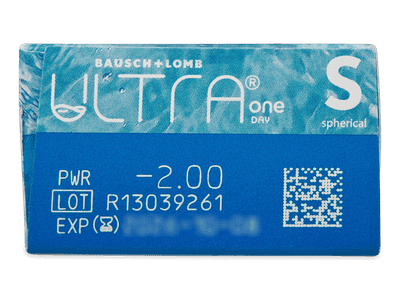 BAUSCH + LOMB
ULTRA® one DAY
S
spherical
PWR -2.00
LOT R13039261
EXP